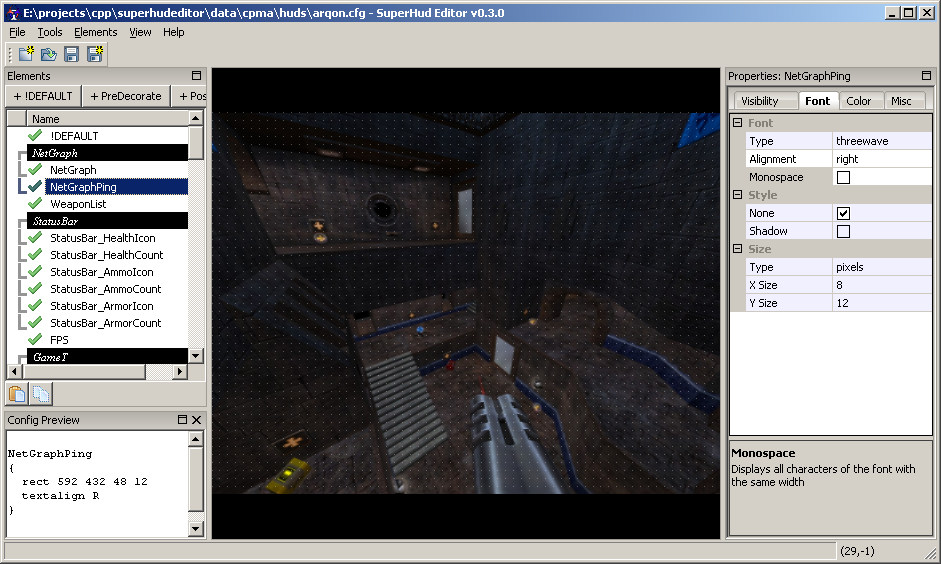 E:\projects\cpp\superhudeditor\data\cpma\huds\arqon.cfg - SuperHud Editor v0.3.0
File Tools Elements View Help
Elements
+ !DEFAULT + PreDecorate + Pos
Name
!DEFAULT
NetGraph
NetGraph
NetGraphPing
WeaponList
StatusBar
StatusBar_HealthIcon
StatusBar_HealthCount
StatusBar_AmmoIcon
StatusBar_AmmoCount
StatusBar_ArmorIcon
StatusBar_ArmorCount
FPS
GameT
Config Preview
NetGraphPing
{
rect 592 432 48 12
textalign R
}
Properties: NetGraphPing
Visibility Font Color Misc
Font
Type threewave
Alignment right
Monospace
Style
None
Shadow
Size
Type pixels
X Size 8
Y Size 12
Monospace
Displays all characters of the font with
the same width
(29,-1)